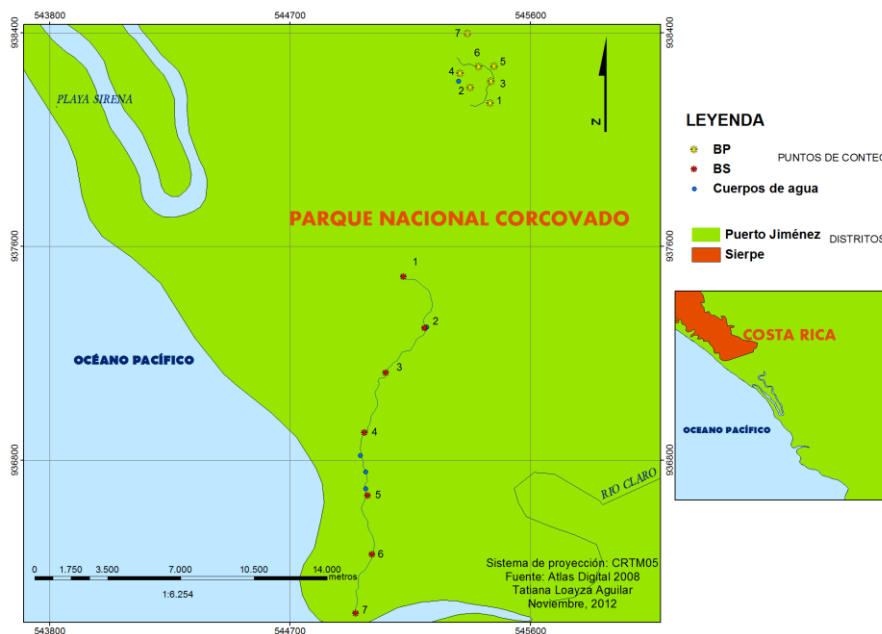 543800 544700 545600
938400
938400
7
6
5
4
3
2
1
PLAYA SIRENA
Z
LEYENDA
BP
BS
PUNTOS DE CONTEO
Cuerpos de agua
Puerto Jiménez
Sierpe
DISTRITOS
PARQUE NACIONAL CORCOVADO
937600
937600
1
2
3
4
5
6
7
OCÉANO PACÍFICO
COSTA RICA
OCEANO PACÍFICO
936800
936800
RIO CLARO
Sistema de proyección: CRTM05
Fuente: Atlas Digital 2008
Tatiana Loayza Aguilar
Noviembre, 2012
0 1.750 3.500 7.000 10.500 14.000
metros
1:6.254
543800 544700 545600